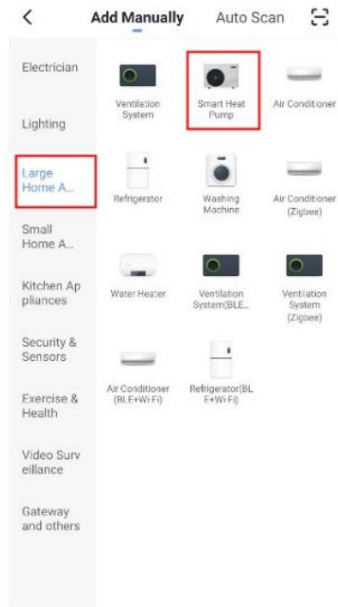 Add Manually Auto Scan
Electrician
Lighting
Large
Home A...
Small
Home A...
Kitchen Ap
pliances
Security &
Sensors
Exercise &
Health
Video Surv
eillance
Gateway
and others
Ventilation
System
Smart Heat
Pump
Air Conditioner
Refrigerator
Washing
Machine
Air Conditioner
(Zigbee)
Water Heater
Ventilation
System(BLE...
Ventilation
System
(Zigbee)
Air Conditioner
(BLE+Wi-Fi)
Refrigerator(BL
E+Wi-Fi)